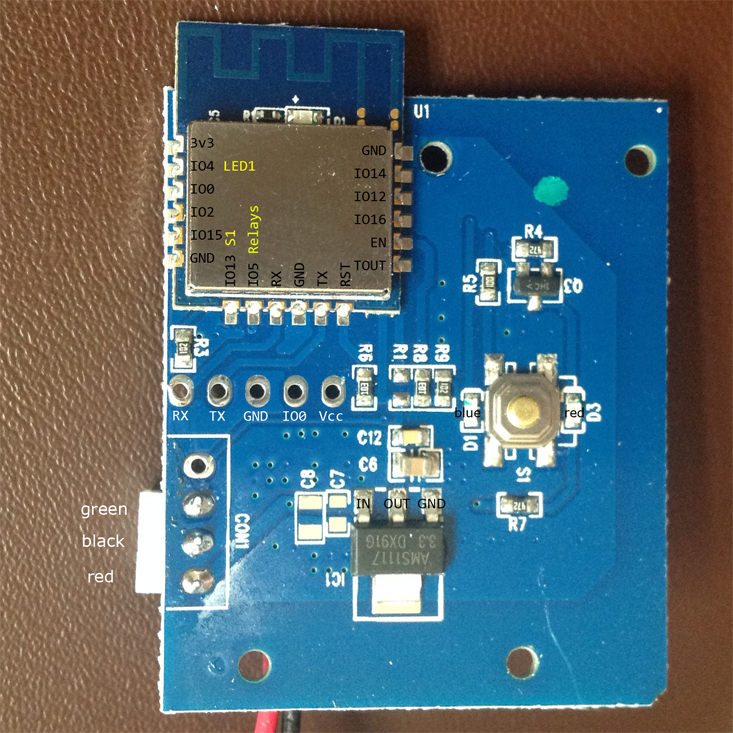 U1
3v3
IO4 LED1
IO0
IO2
IO15
GND
S1
Relays
GND
IO14
IO12
IO16
EN
TOUT
IO13 IO5 RX GND TX RST
R4
R5
Q3
R3
R6 R1 R8 R9
RX TX GND IO0 Vcc
blue
red
D1
D3
S1
C12
C6
C8 C7
IN OUT GND
AMS1117
3.3 DX91G
IC1
R7
CON1
green
black
red